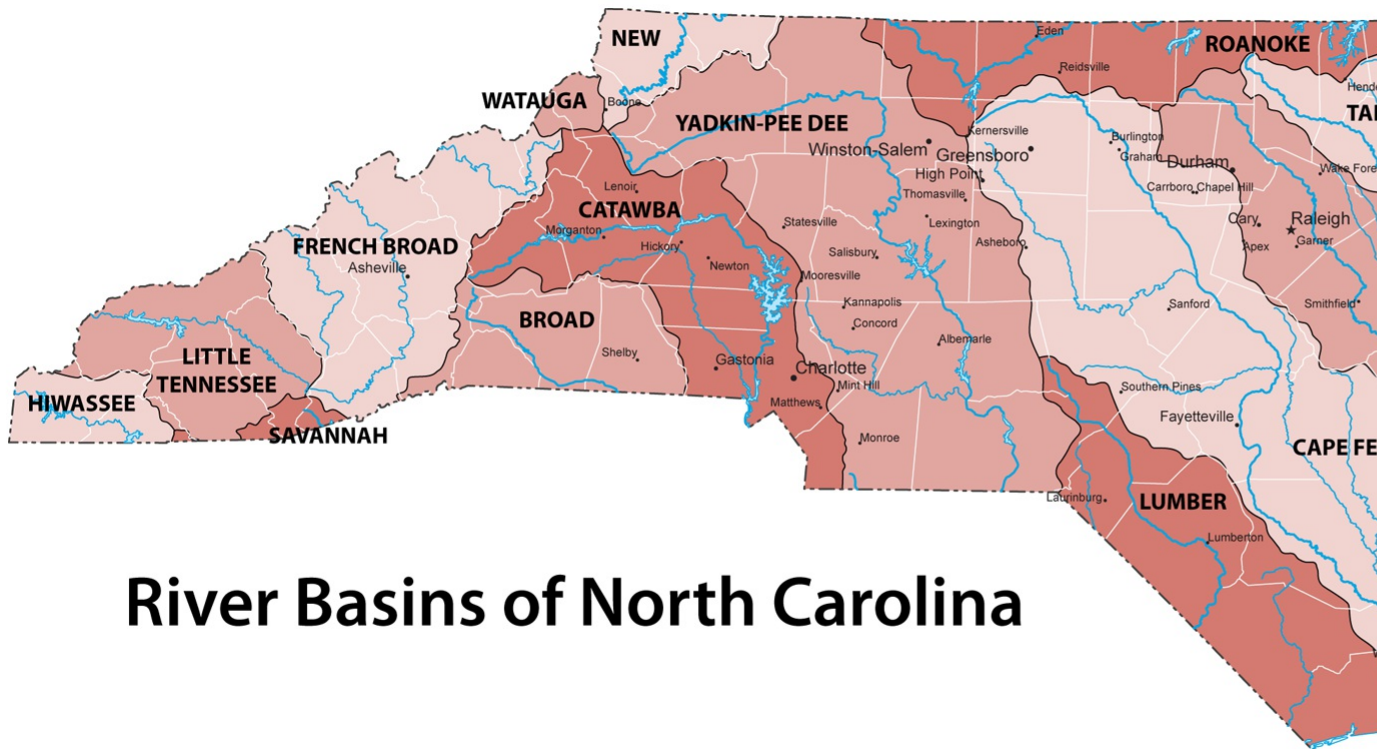 NEW
Eden
ROANOKE
Reidsville
WATAUGA
Boone
YADKIN-PEE DEE
Kernersville
Burlington
Winston-Salem
Greensboro
Graham
Durham
High Point
Wake Fore
Thomasville
Carrboro
Chapel Hill
Lenoir
CATAWBA
Statesville
Lexington
Cary
Raleigh
Morganton
Hickory
Asheboro
Apex
Garner
FRENCH BROAD
Asheville
Newton
Salisbury
Mooresville
Kannapolis
Sanford
Smithfield
BROAD
Concord
Albemarle
Shelby
LITTLE
TENNESSEE
Gastonia
Charlotte
Mint Hill
Southern Pines
HIWASSEE
Matthews
Fayetteville
SAVANNAH
Monroe
CAPE FE
Laurinburg
LUMBER
Lumberton
River Basins of North Carolina